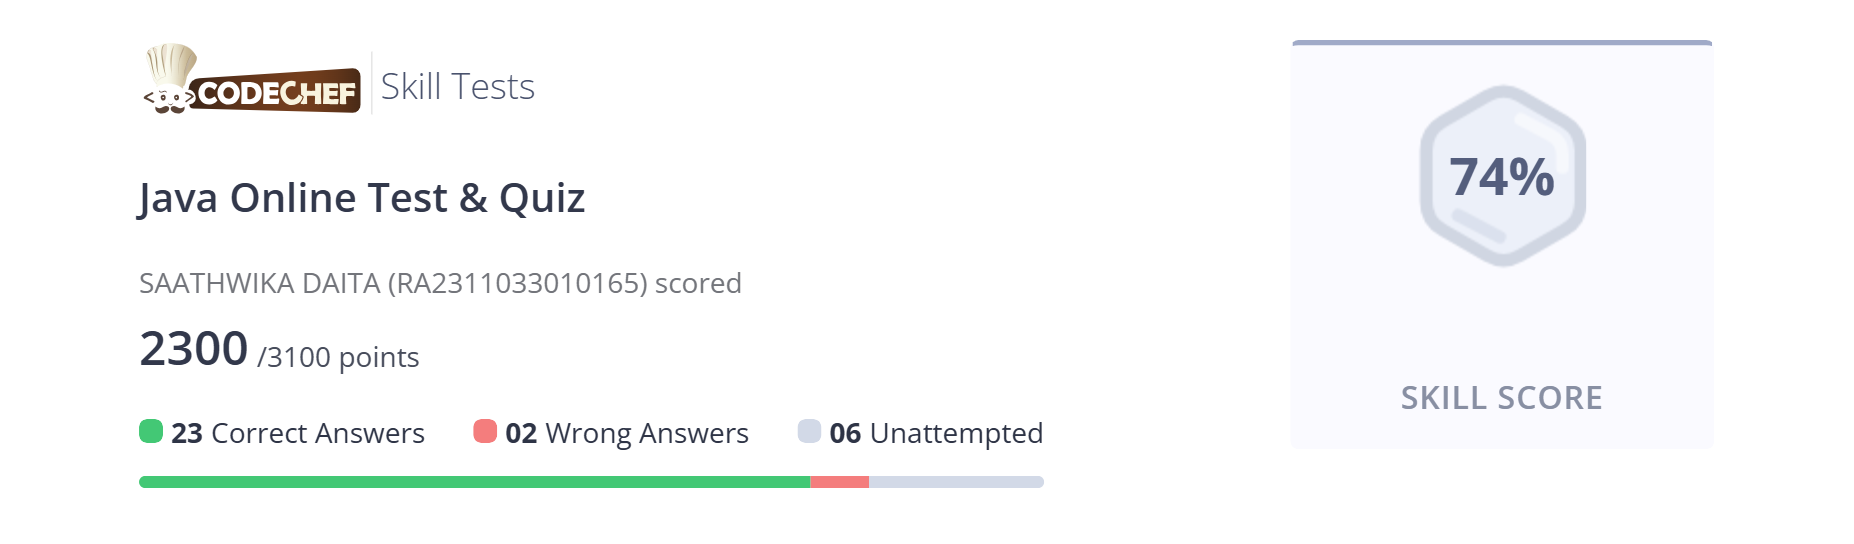 CODECHEF Skill Tests
Java Online Test & Quiz
SAATHWIKA DAITA (RA2311033010165) scored
2300 /3100 points
23 Correct Answers 02 Wrong Answers 06 Unattempted
74%
SKILL SCORE